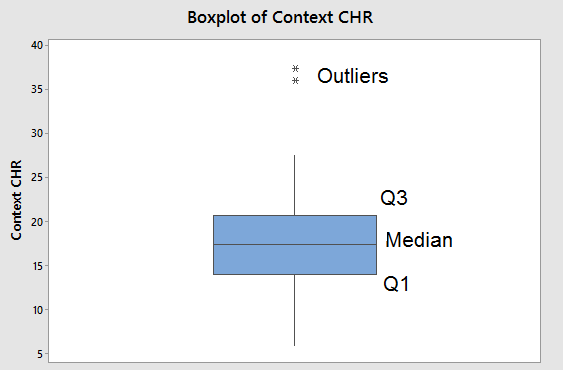 Boxplot of Context CHR
40
35
30
25
20
15
10
5
Context CHR
Outliers
Q3
Median
Q1